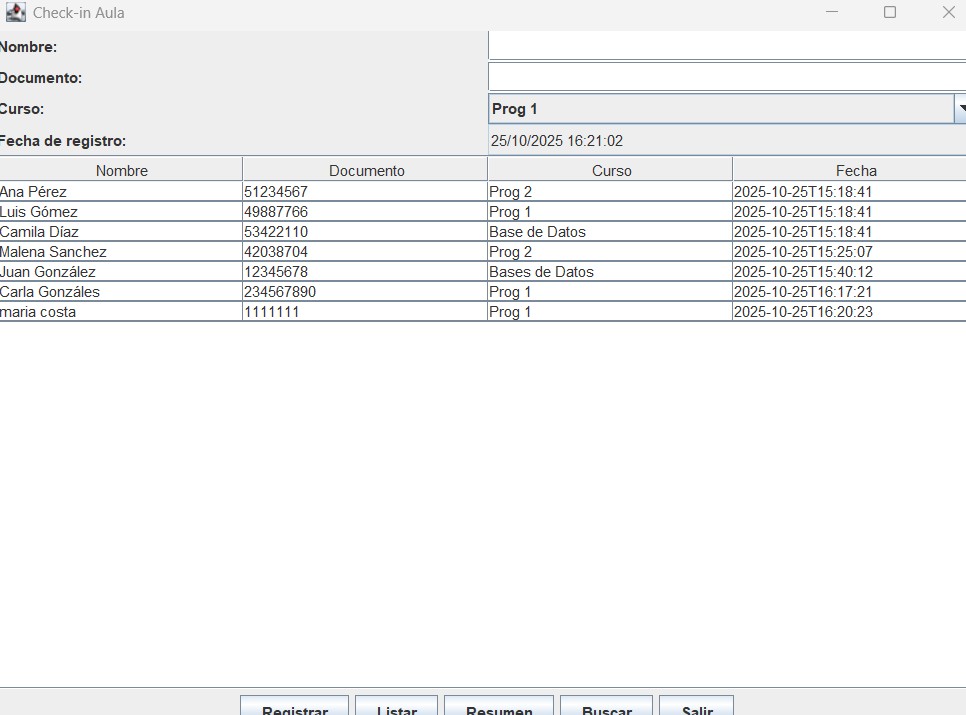 Check-in Aula
Nombre:
Documento:
Curso: Prog 1
Fecha de registro: 25/10/2025 16:21:02
Nombre Documento Curso Fecha
Ana Pérez 51234567 Prog 2 2025-10-25T15:18:41
Luis Gómez 49887766 Prog 1 2025-10-25T15:18:41
Camila Díaz 53422110 Base de Datos 2025-10-25T15:18:41
Malena Sanchez 42038704 Prog 2 2025-10-25T15:25:07
Juan González 12345678 Bases de Datos 2025-10-25T15:40:12
Carla Gonzáles 234567890 Prog 1 2025-10-25T16:17:21
maria costa 1111111 Prog 1 2025-10-25T16:20:23
Registrar Listar Resumen Buscar Salir